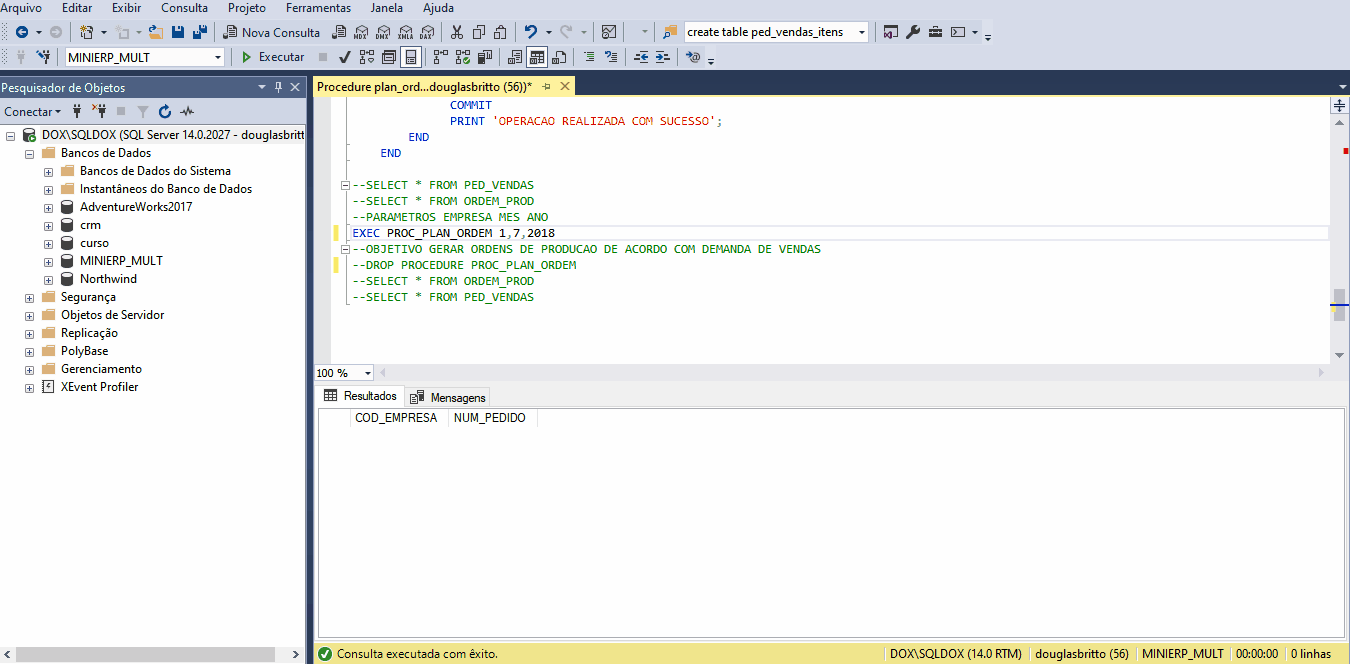 Arquivo Editar Exibir Consulta Projeto Ferramentas Janela Ajuda
Nova Consulta MDX DMX XMLA DAX create table ped_vendas_itens
MINIERP_MULT Executar
Pesquisador de Objetos
Procedure plan_ord...douglasbritto (56))*
Conectar
DOX\SQLDOX (SQL Server 14.0.2027 - douglasbritt
Bancos de Dados
Bancos de Dados do Sistema
Instantâneos do Banco de Dados
AdventureWorks2017
crm
curso
MINIERP_MULT
Northwind
Segurança
Objetos de Servidor
Replicação
PolyBase
Gerenciamento
XEvent Profiler
COMMIT
PRINT 'OPERACAO REALIZADA COM SUCESSO';
END
END
--SELECT * FROM PED_VENDAS
--SELECT * FROM ORDEM_PROD
--PARAMETROS EMPRESA MES ANO
EXEC PROC_PLAN_ORDEM 1,7,2018
--OBJETIVO GERAR ORDENS DE PRODUCAO DE ACORDO COM DEMANDA DE VENDAS
--DROP PROCEDURE PROC_PLAN_ORDEM
--SELECT * FROM ORDEM_PROD
--SELECT * FROM PED_VENDAS
100 %
Resultados Mensagens
COD_EMPRESA NUM_PEDIDO
Consulta executada com êxito. DOX\SQLDOX (14.0 RTM) douglasbritto (56) MINIERP_MULT 00:00:00 0 linhas